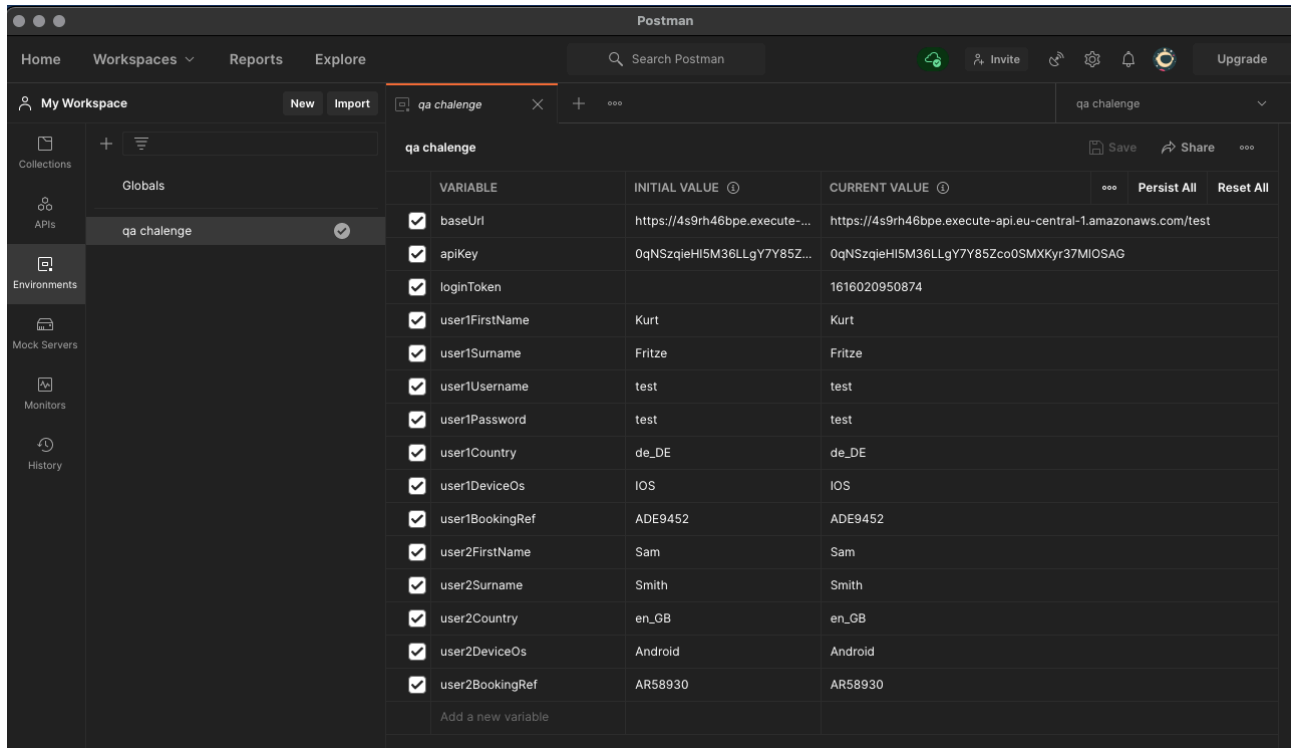 Postman
Home Workspaces Reports Explore Search Postman Invite Upgrade
My Workspace New Import qa chalenge qa chalenge
Collections
APIs
Environments
Mock Servers
Monitors
History
Globals
qa chalenge
qa chalenge Save Share
VARIABLE INITIAL VALUE CURRENT VALUE Persist All Reset All
baseUrl https://4s9rh46bpe.execute-... https://4s9rh46bpe.execute-api.eu-central-1.amazonaws.com/test
apiKey 0qNSzqieHI5M36LLgY7Y85Z... 0qNSzqieHI5M36LLgY7Y85Zco0SMXKyr37MIOSAG
loginToken 1616020950874
user1FirstName Kurt Kurt
user1Surname Fritze Fritze
user1Username test test
user1Password test test
user1Country de_DE de_DE
user1DeviceOs IOS IOS
user1BookingRef ADE9452 ADE9452
user2FirstName Sam Sam
user2Surname Smith Smith
user2Country en_GB en_GB
user2DeviceOs Android Android
user2BookingRef AR58930 AR58930
Add a new variable